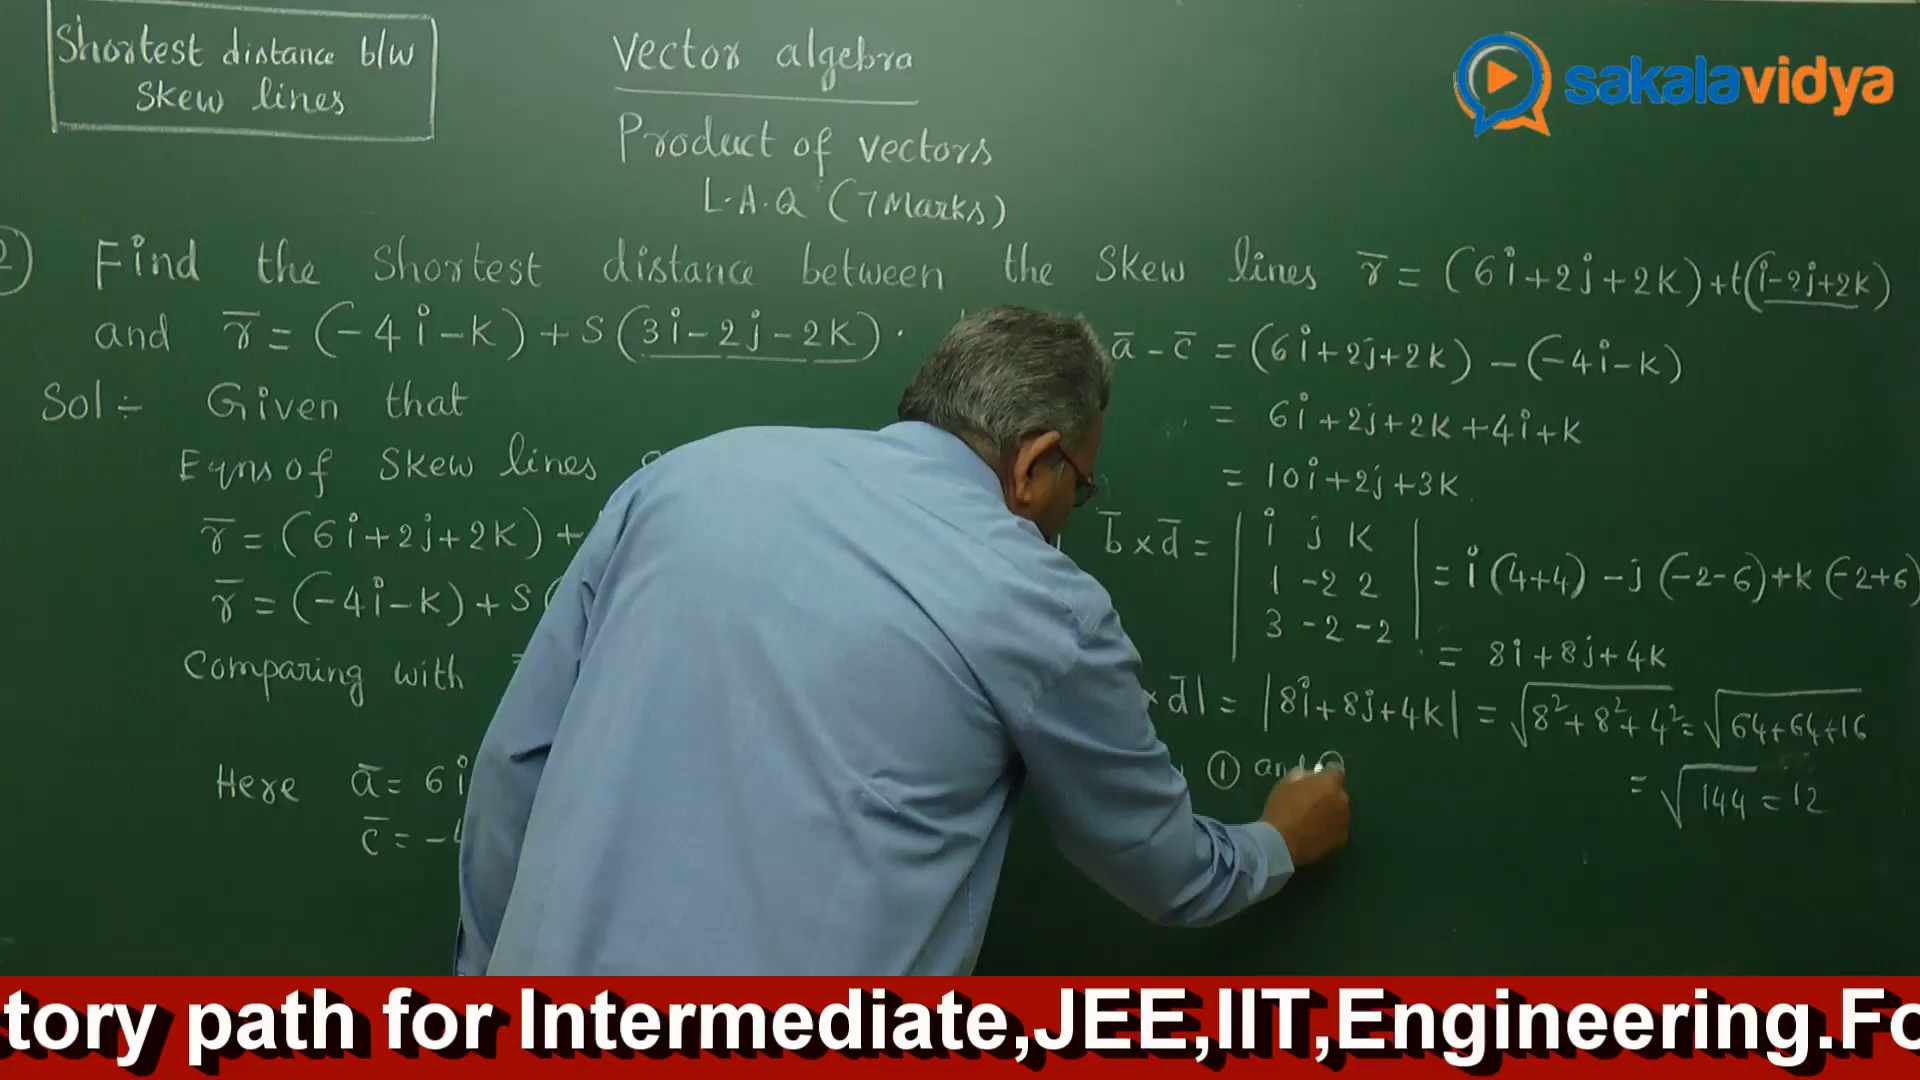 Shortest distance b/w
Skew lines
Vector algebra
Product of vectors
L.A.Q (7 Marks)
sakalavidya
2) Find the shortest distance between the skew lines r̅ = (6i+2j+2k)+t(i-2j+2k)
and r̅ = (-4i-k) + s(3i-2j-2k).
Sol÷ Given that
Eqns of skew lines
r̅ = (6i+2j+2k)+
r̅ = (-4i-k)+s(
Comparing with
Here a̅ = 6i
c̅ = -4
a̅ - c̅ = (6i+2j+2k) - (-4i-k)
= 6i+2j+2k+4i+k
= 10i+2j+3k.
b̅ x d̅ = | i j k
1 -2 2
3 -2 -2 | = i(4+4) -j(-2-6)+k(-2+6)
= 8i+8j+4k
x d̅| = |8i+8j+4k| = √8²+8²+4² = √64+64+16
= √144 = 12
① and
tory path for Intermediate,JEE,IIT,Engineering.Fo